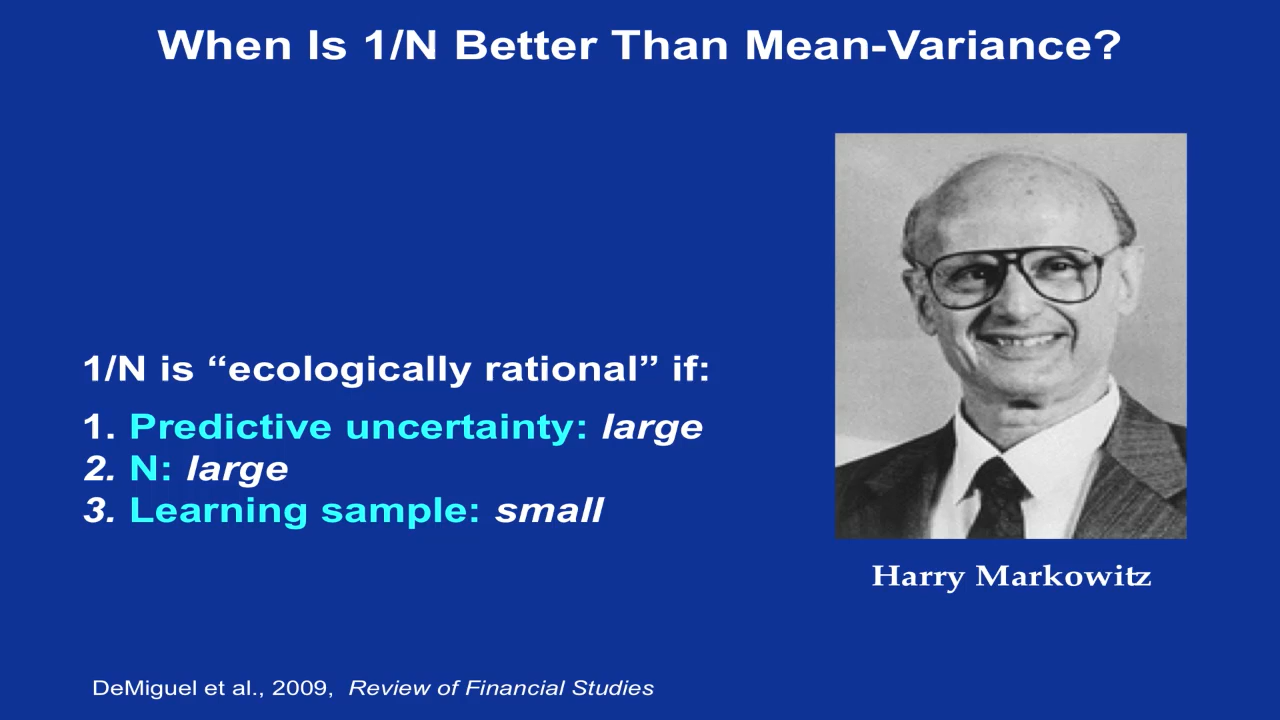 When Is 1/N Better Than Mean-Variance?
1/N is “ecologically rational” if:
1. Predictive uncertainty: large
2. N: large
3. Learning sample: small
Harry Markowitz
DeMiguel et al., 2009, Review of Financial Studies